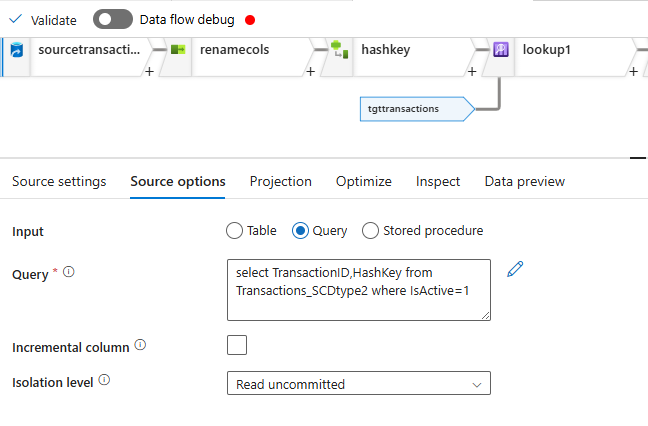 Validate Data flow debug
sourcetransacti... renamecols hashkey lookup1
+ + + +
tgttransactions
Source settings Source options Projection Optimize Inspect Data preview
Input Table Query Stored procedure
Query * select TransactionID,HashKey from
Transactions_SCDtype2 where IsActive=1
Incremental column
Isolation level Read uncommitted